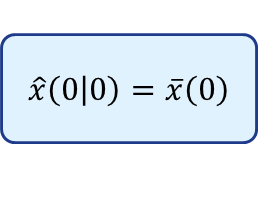 x̂(0|0) = x̄(0)